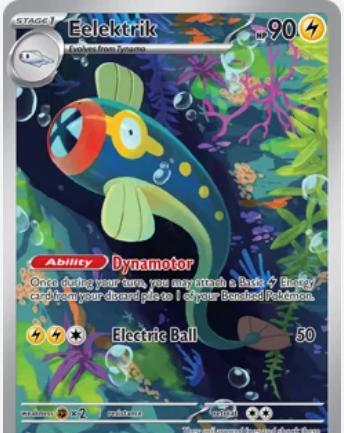 STAGE 1
Eelektrik
HP 90
Evolves from Tynamo
Ability Dynamotor
Once during your turn, you may attach a Basic Energy
card from your discard pile to 1 of your Benched Pokémon.
Electric Ball 50
weakness ×2 resistance retreat